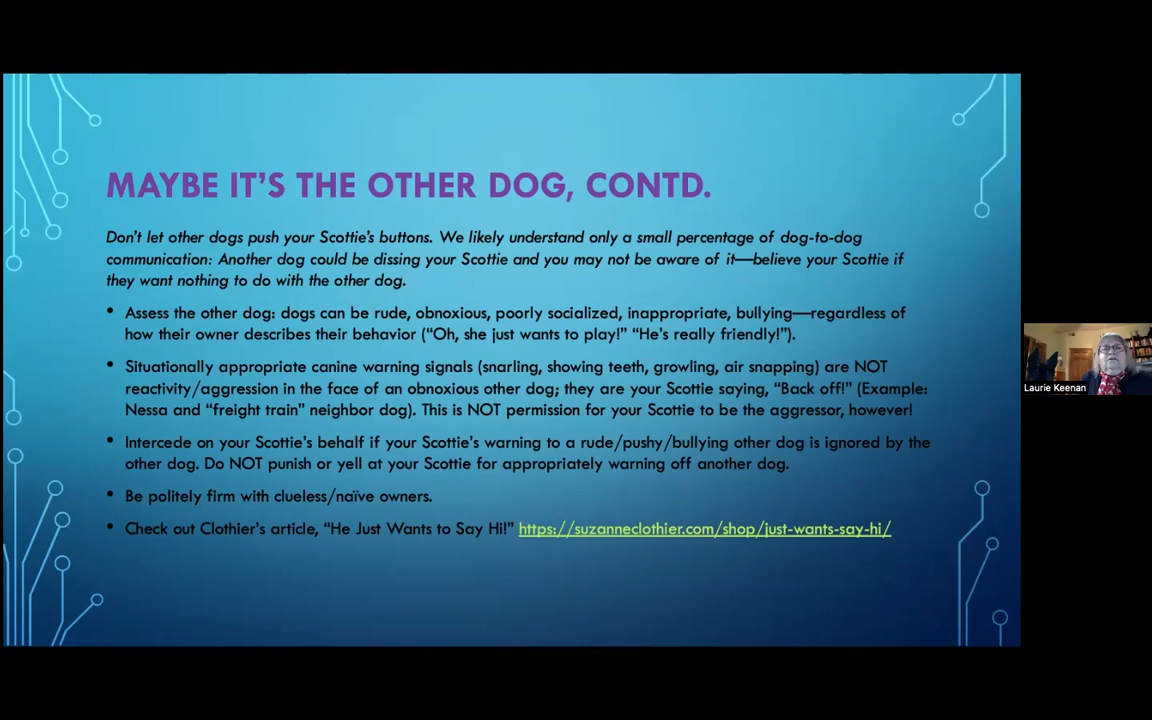 MAYBE IT'S THE OTHER DOG, CONTD.
Don't let other dogs push your Scottie's buttons. We likely understand only a small percentage of dog-to-dog
communication: Another dog could be dissing your Scottie and you may not be aware of it—believe your Scottie if
they want nothing to do with the other dog.
• Assess the other dog: dogs can be rude, obnoxious, poorly socialized, inappropriate, bullying—regardless of
how their owner describes their behavior ("Oh, she just wants to play!" "He's really friendly!").
• Situationally appropriate canine warning signals (snarling, showing teeth, growling, air snapping) are NOT
reactivity/aggression in the face of an obnoxious other dog; they are your Scottie saying, "Back off!" (Example:
Nessa and "freight train" neighbor dog). This is NOT permission for your Scottie to be the aggressor, however!
• Intercede on your Scottie's behalf if your Scottie's warning to a rude/pushy/bullying other dog is ignored by the
other dog. Do NOT punish or yell at your Scottie for appropriately warning off another dog.
• Be politely firm with clueless/naïve owners.
• Check out Clothier's article, "He Just Wants to Say Hi!" https://suzanneclothier.com/shop/just-wants-say-hi/
Laurie Keenan